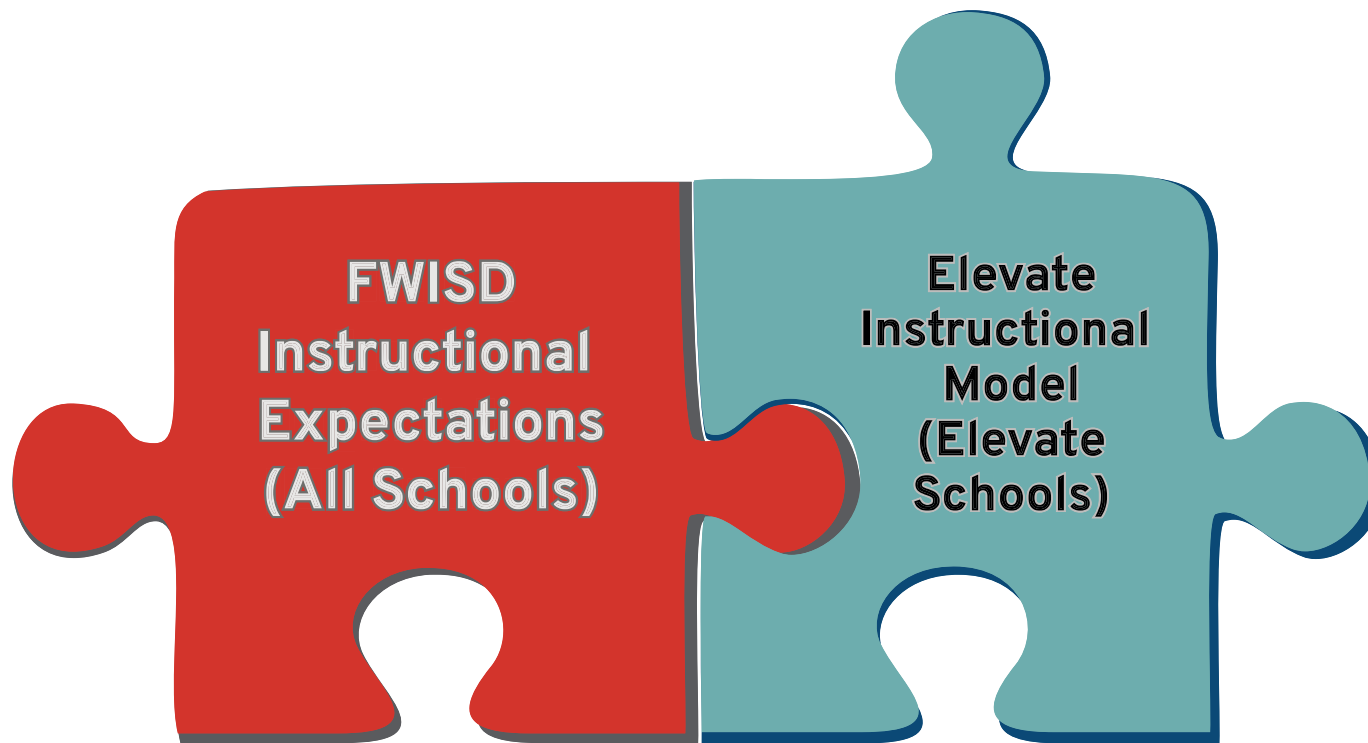 FWISD
Instructional
Expectations
(All Schools)
Elevate
Instructional
Model
(Elevate
Schools)